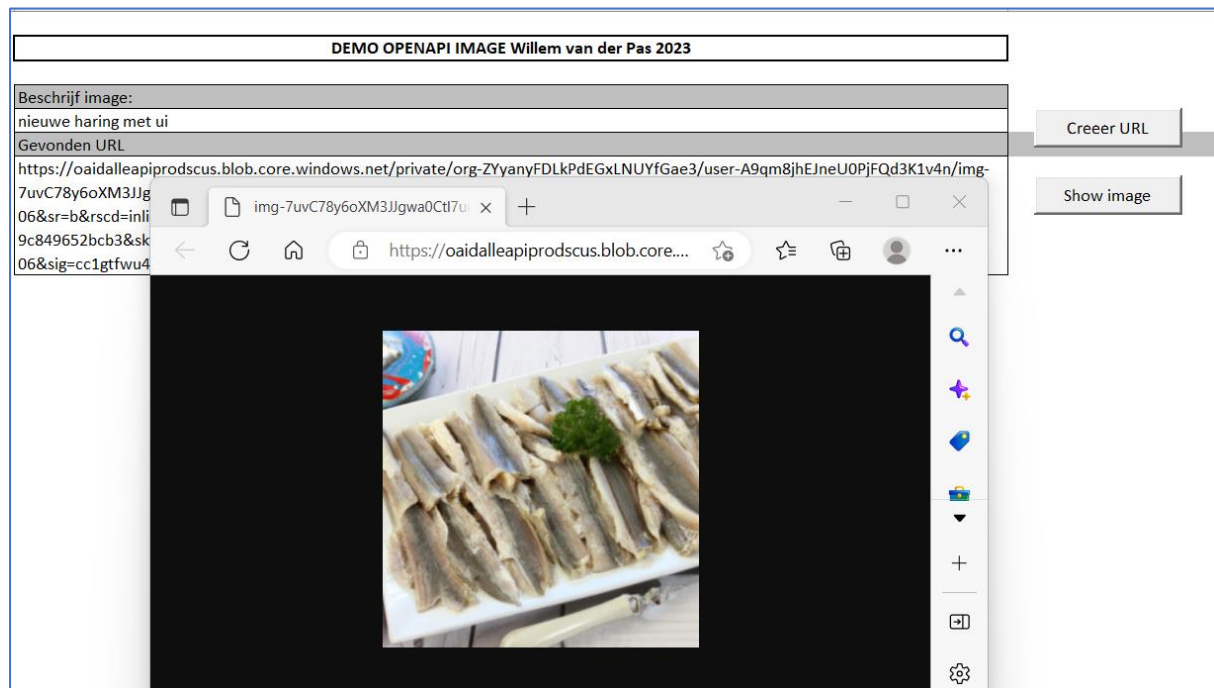 DEMO OPENAPI IMAGE Willem van der Pas 2023
Beschrijf image:
nieuwe haring met ui
Creeer URL
Gevonden URL
https://oaidalleapiprodscus.blob.core.windows.net/private/org-ZYyanyFDLkPdEGxLNUYfGae3/user-A9qm8jhEJneU0PjFQd3K1v4n/img-
7uvC78y6oXM3JJg
06&sr=b&rscd=inli
9c849652bcb3&sk
06&sig=cc1gtfwu4
Show image
img-7uvC78y6oXM3JJgwa0CtI7u
https://oaidalleapiprodscus.blob.core....